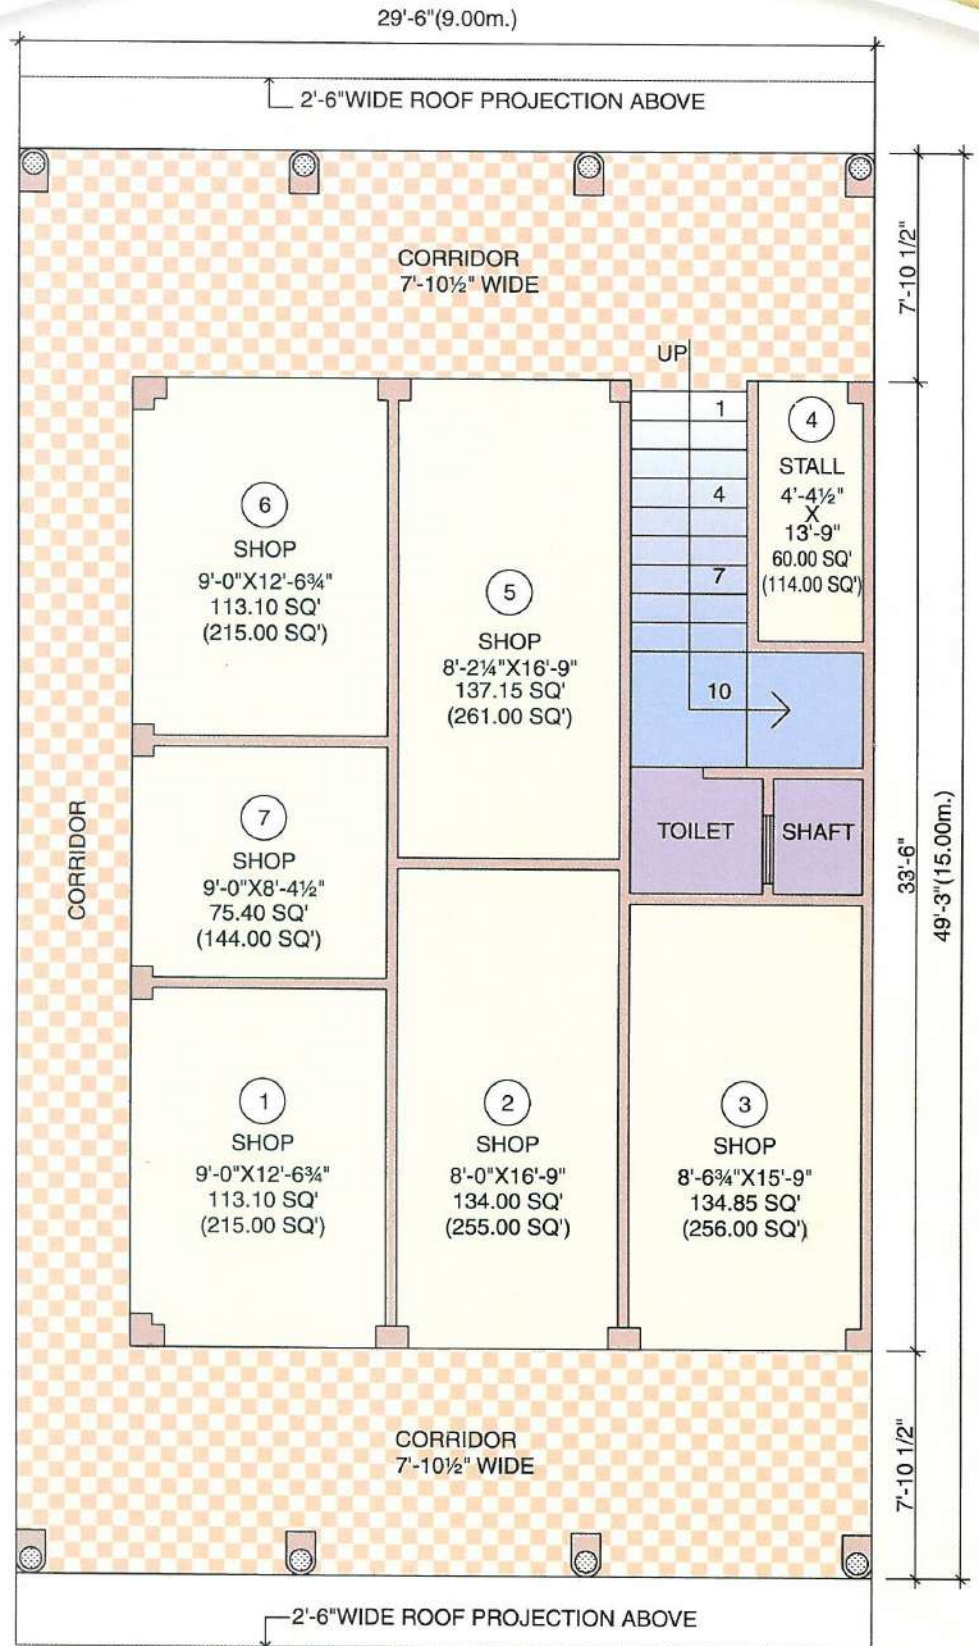 29'-6"(9.00m.)
2'-6"WIDE ROOF PROJECTION ABOVE
CORRIDOR
7'-10½" WIDE
7'-10 1/2"
UP
1
4
7
10
4
STALL
4'-4½"
X
13'-9"
60.00 SQ'
(114.00 SQ')
6
SHOP
9'-0"X12'-6¾"
113.10 SQ'
(215.00 SQ')
5
SHOP
8'-2¼"X16'-9"
137.15 SQ'
(261.00 SQ')
7
SHOP
9'-0"X8'-4½"
75.40 SQ'
(144.00 SQ')
CORRIDOR
TOILET
SHAFT
33'-6"
49'-3"(15.00m.)
1
SHOP
9'-0"X12'-6¾"
113.10 SQ'
(215.00 SQ')
2
SHOP
8'-0"X16'-9"
134.00 SQ'
(255.00 SQ')
3
SHOP
8'-6¾"X15'-9"
134.85 SQ'
(256.00 SQ')
CORRIDOR
7'-10½" WIDE
7'-10 1/2"
2'-6"WIDE ROOF PROJECTION ABOVE